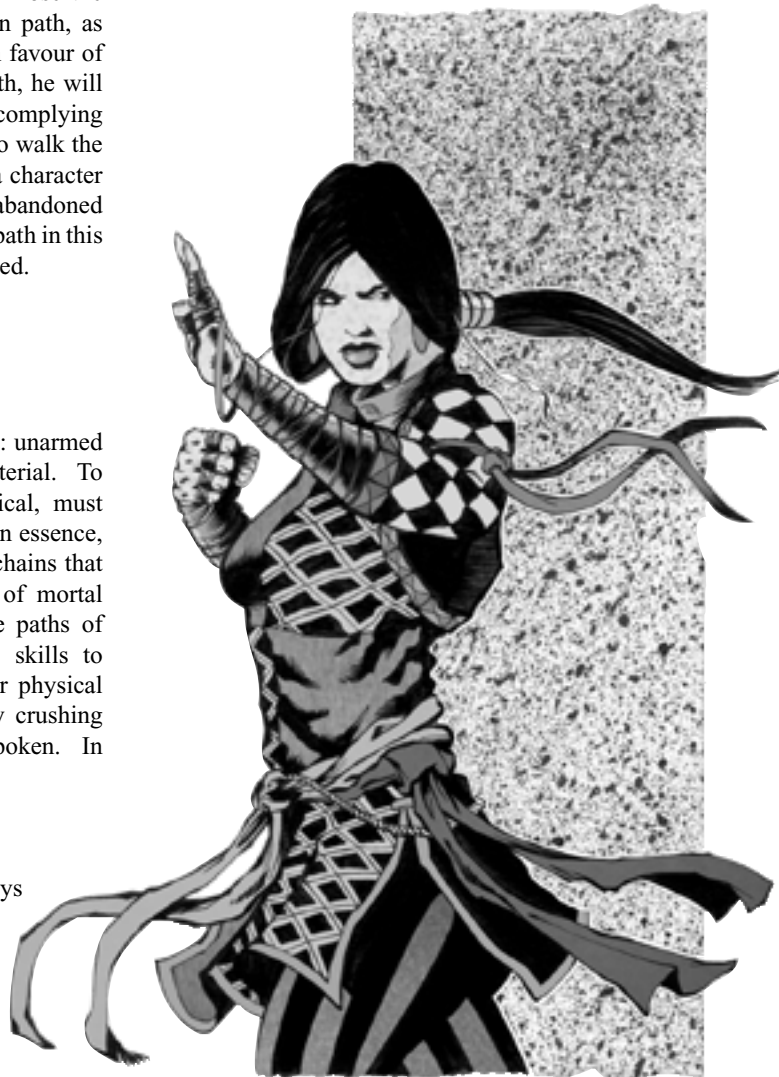 n path, as
favour of
th, he will
complying
o walk the
a character
abandoned
path in this
ed.
: unarmed
terial. To
ical, must
n essence,
chains that
of mortal
e paths of
skills to
r physical
y crushing
poken. In
ys